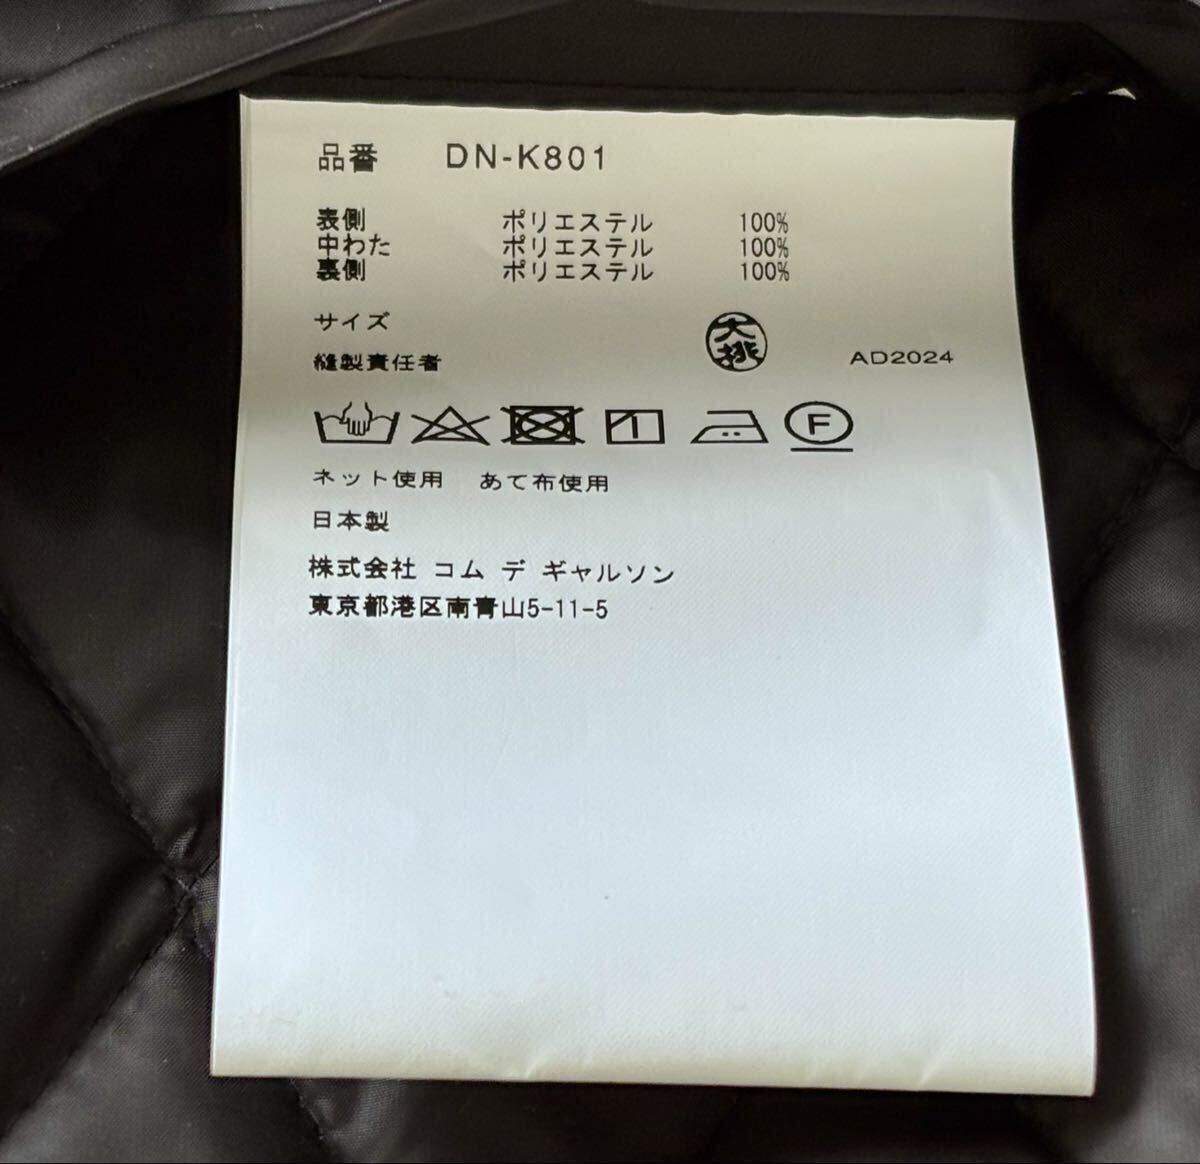 品番 DN-K801
表側 ポリエステル 100%
中わた ポリエステル 100%
裏側 ポリエステル 100%
サイズ
縫製責任者 大桃 AD2024
F
ネット使用 あて布使用
日本製
株式会社 コム デ ギャルソン
東京都港区南青山5-11-5